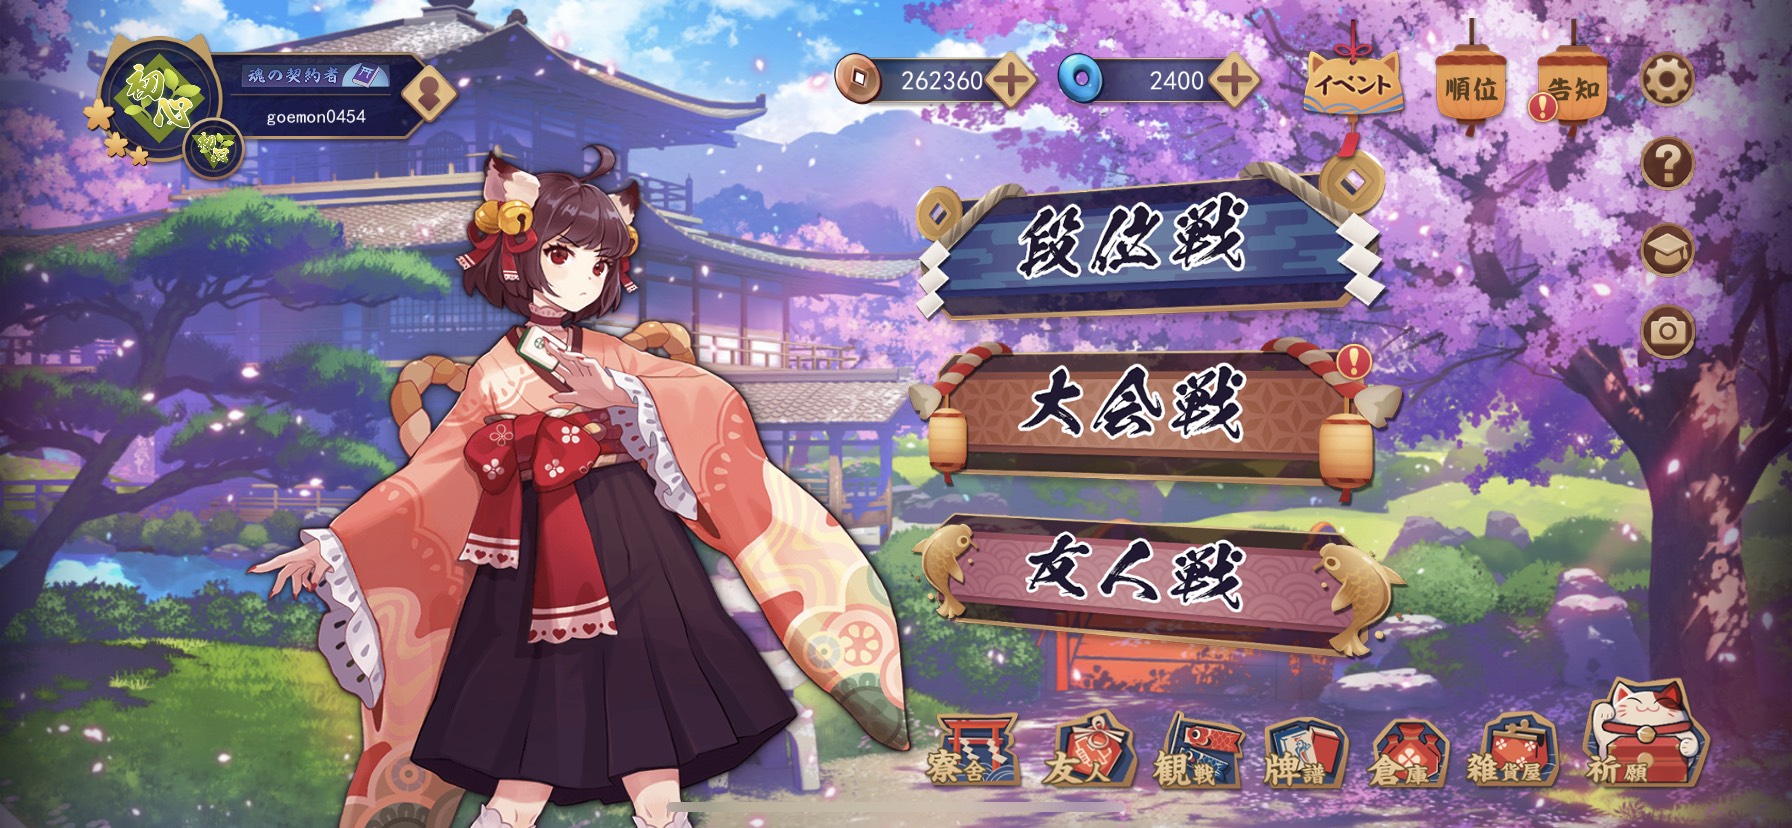 初心
初心
魂の契約者
goemon0454
262360
2400
イベント
順位
告知
段位戦
大会戦
友人戦
寮舎
友人
観戦
牌譜
倉庫
雑貨屋
祈願